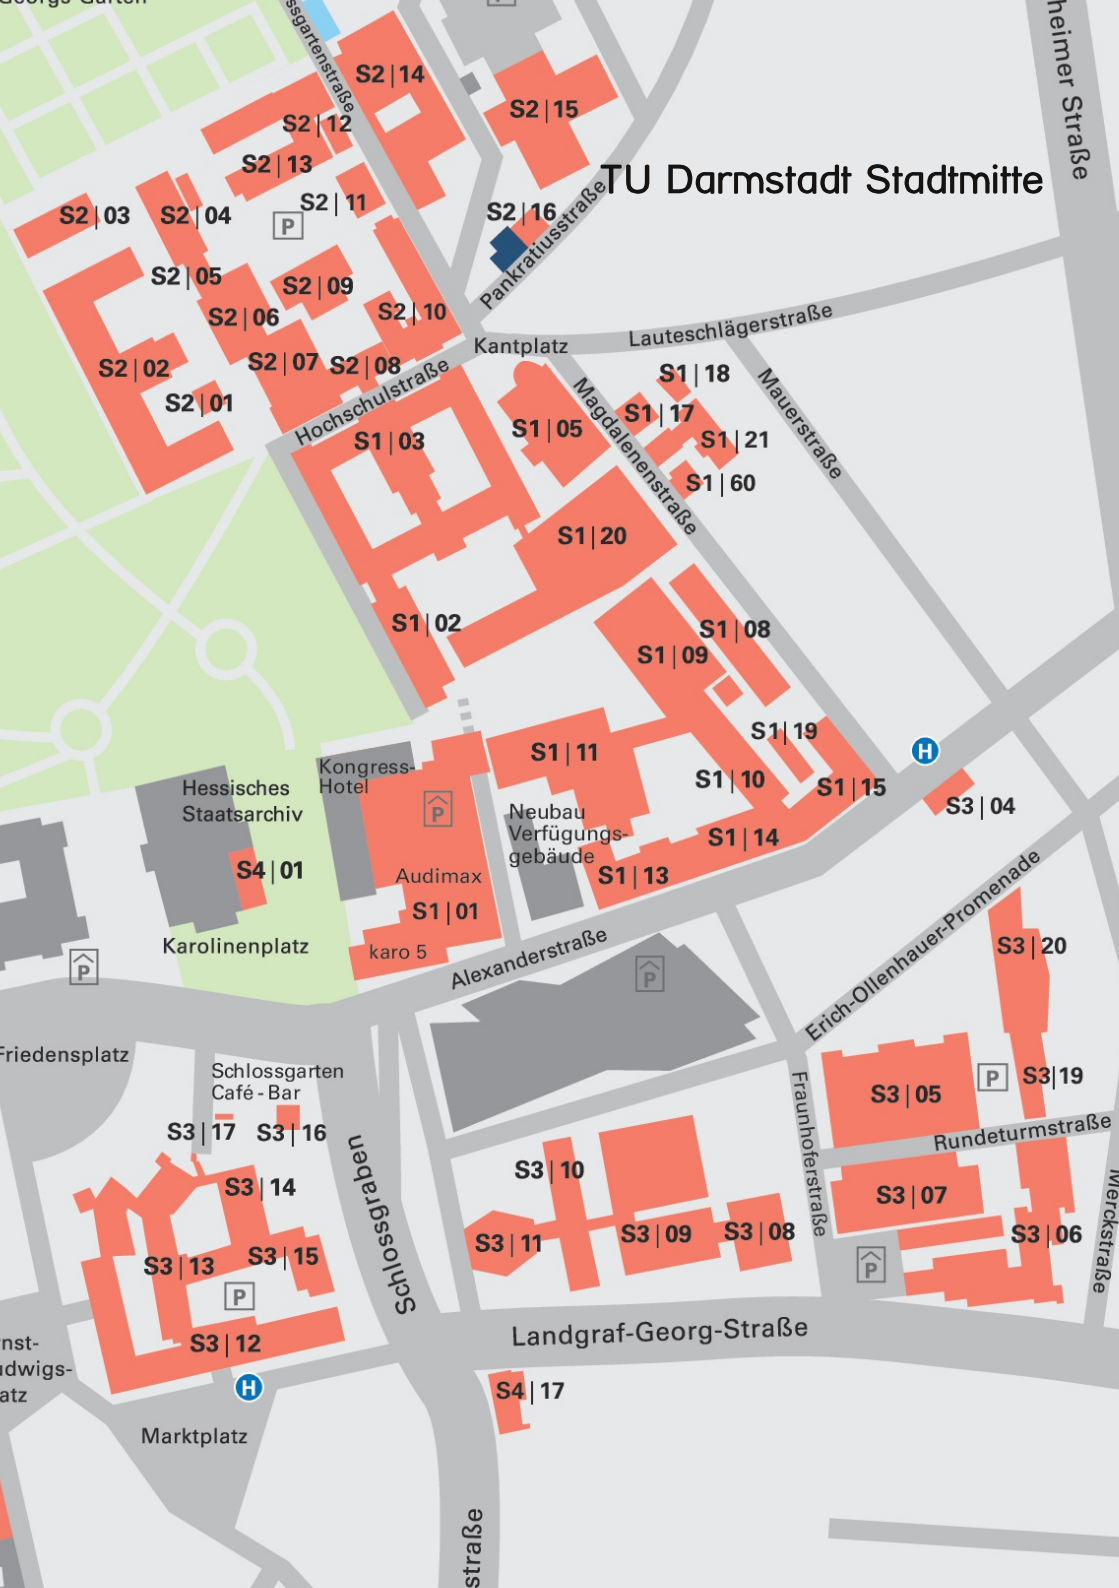 TU Darmstadt Stadtmitte
heimer Straße
ssgartenstraße
S2|14
S2|15
S2|12
S2|13
S2|11
P
S2|16
Pankratiusstraße
S2|03
S2|04
S2|05
S2|09
S2|06
S2|10
S2|07
S2|08
S2|02
S2|01
Hochschulstraße
Kantplatz
Lauteschlägerstraße
Mauerstraße
Magdalenenstraße
S1|18
S1|17
S1|21
S1|60
S1|05
S1|03
S1|20
S1|02
S1|08
S1|09
S1|19
S1|10
S1|15
S1|11
S1|14
S1|13
H
S3|04
Kongress-
Hotel
Hessisches
Staatsarchiv
P
Neubau
Verfügungs-
gebäude
S4|01
Audimax
S1|01
karo 5
Karolinenplatz
P
Alexanderstraße
P
Erich-Ollenhauer-Promenade
S3|20
S3|05
P
S3|19
Rundeturmstraße
Fraunhoferstraße
S3|07
S3|06
P
Merckstraße
Friedensplatz
Schlossgarten
Café-Bar
S3|17
S3|16
S3|14
S3|13
S3|15
P
S3|12
H
Schlossgraben
S3|10
S3|11
S3|09
S3|08
Landgraf-Georg-Straße
S4|17
Marktplatz
nst-
udwigs-
atz
straße